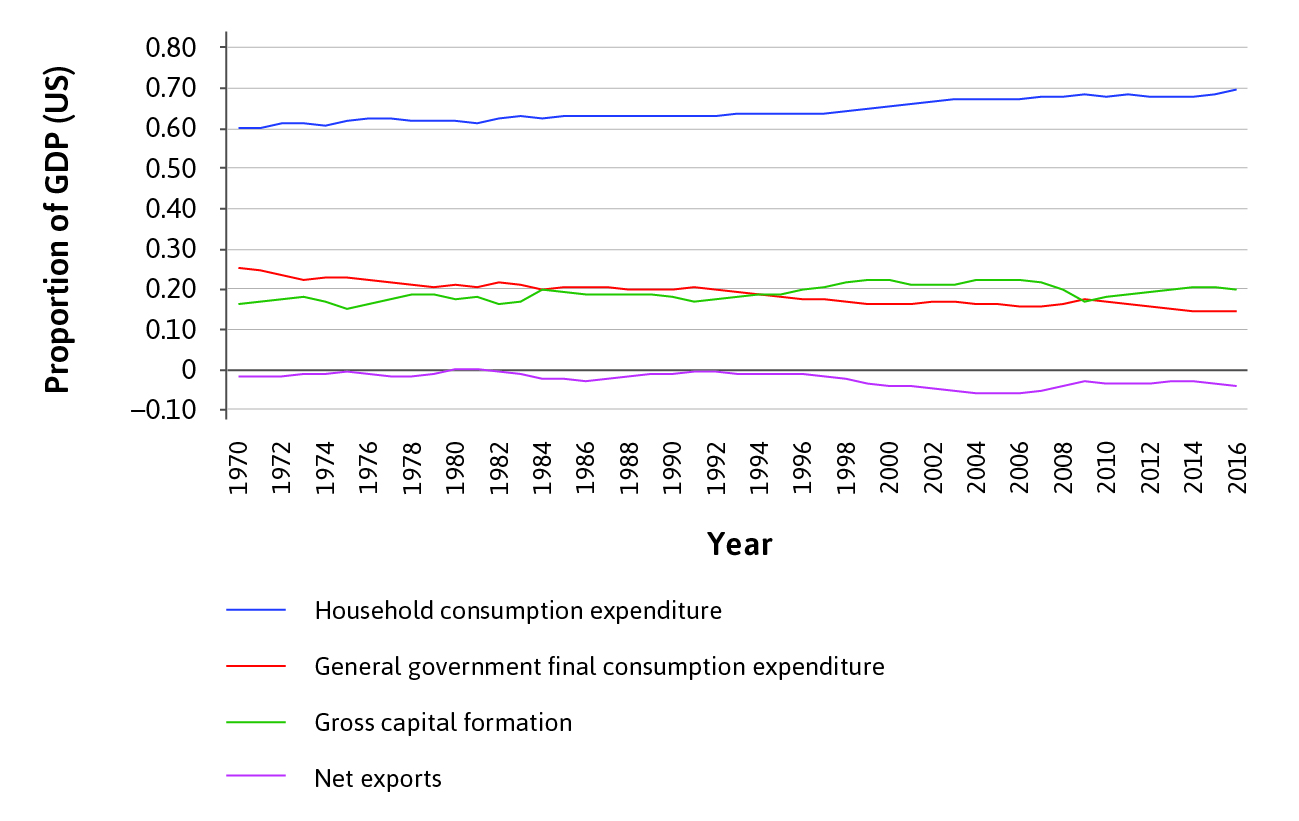 Proportion of GDP (US)
0.80
0.70
0.60
0.50
0.40
0.30
0.20
0.10
0
–0.10
1970 1972 1974 1976 1978 1980 1982 1984 1986 1988 1990 1992 1994 1996 1998 2000 2002 2004 2006 2008 2010 2012 2014 2016
Year
Household consumption expenditure
General government final consumption expenditure
Gross capital formation
Net exports